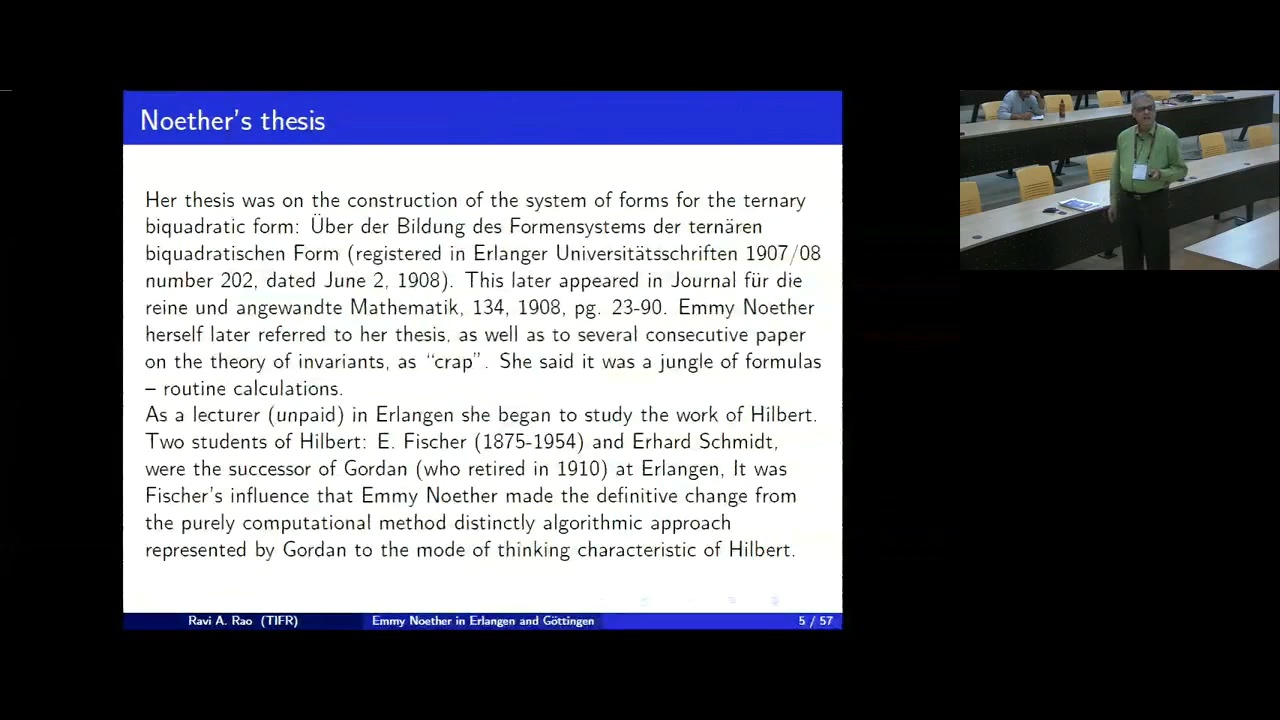 Noether's thesis
Her thesis was on the construction of the system of forms for the ternary
biquadratic form: Über der Bildung des Formensystems der ternären
biquadratischen Form (registered in Erlanger Universitätsschriften 1907/08
number 202, dated June 2, 1908). This later appeared in Journal für die
reine und angewandte Mathematik, 134, 1908, pg. 23-90. Emmy Noether
herself later referred to her thesis, as well as to several consecutive paper
on the theory of invariants, as “crap”. She said it was a jungle of formulas
– routine calculations.
As a lecturer (unpaid) in Erlangen she began to study the work of Hilbert.
Two students of Hilbert: E. Fischer (1875-1954) and Erhard Schmidt,
were the successor of Gordan (who retired in 1910) at Erlangen, It was
Fischer's influence that Emmy Noether made the definitive change from
the purely computational method distinctly algorithmic approach
represented by Gordan to the mode of thinking characteristic of Hilbert.
Ravi A. Rao (TIFR) Emmy Noether in Erlangen and Göttingen 5 / 57